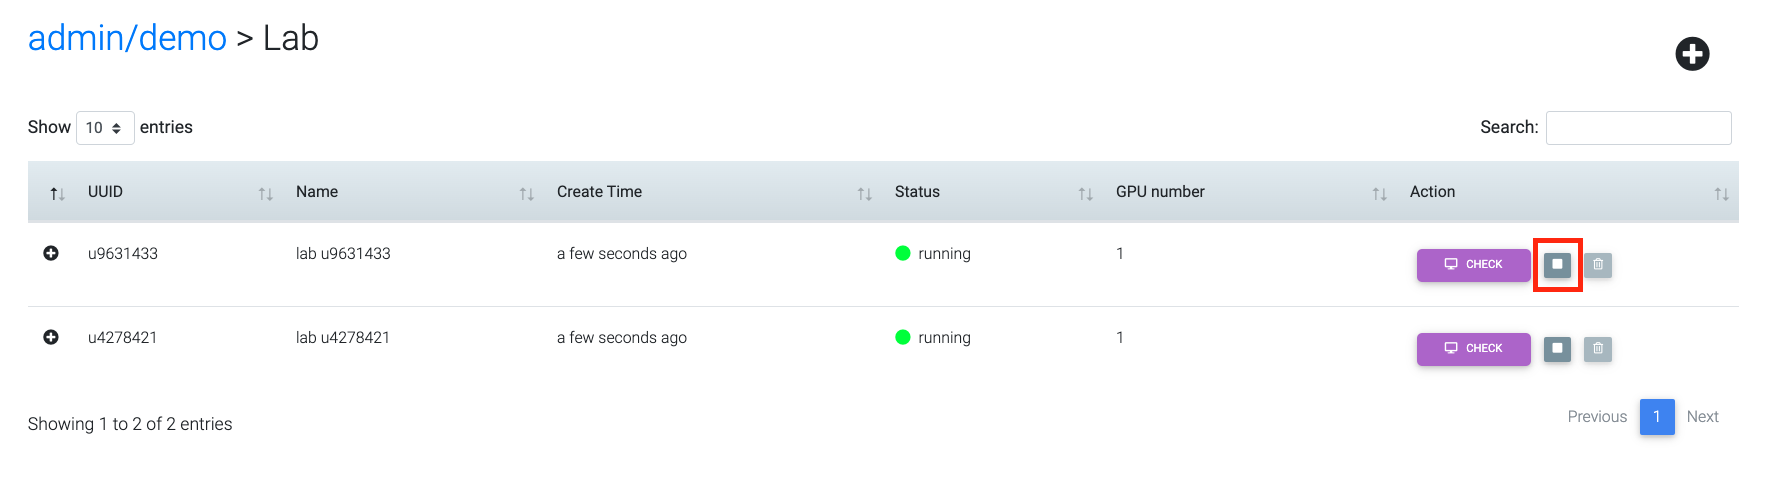 admin/demo > Lab
Show 10 entries Search:
UUID Name Create Time Status GPU number Action
u9631433 lab u9631433 a few seconds ago running 1 CHECK
u4278421 lab u4278421 a few seconds ago running 1 CHECK
Showing 1 to 2 of 2 entries Previous 1 Next